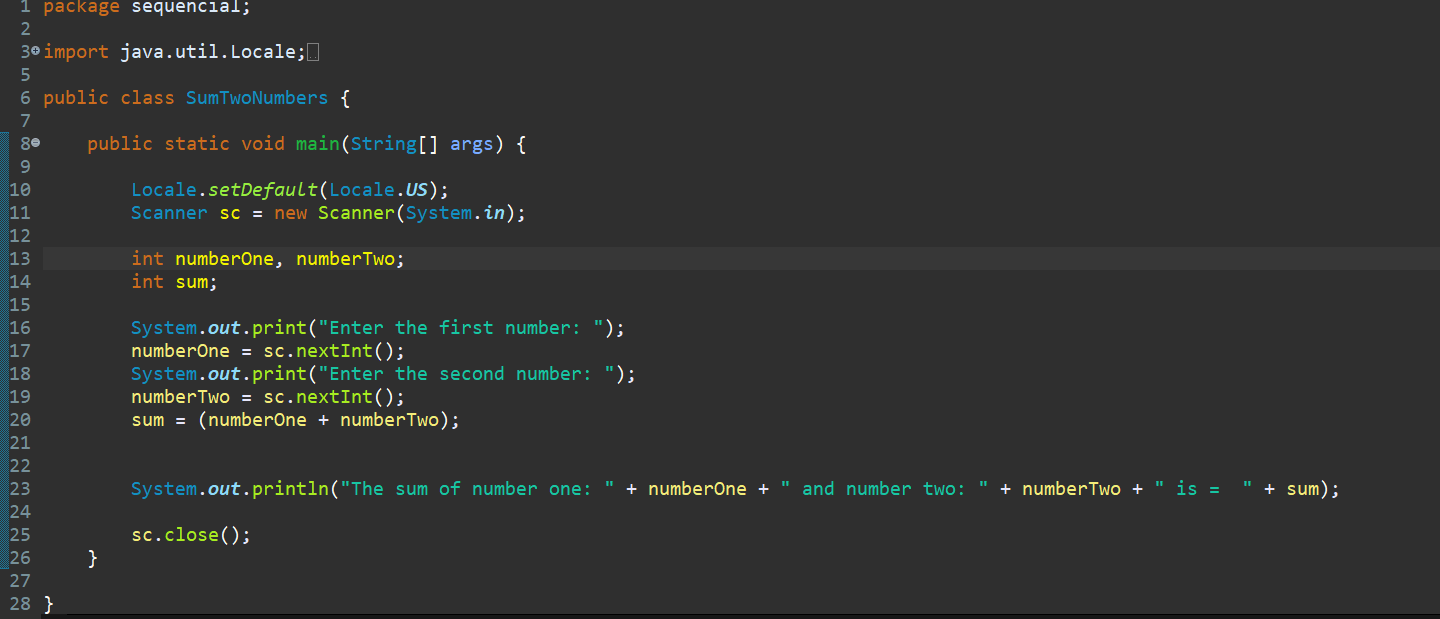 1 package sequencial;
2
3 import java.util.Locale;
5
6 public class SumTwoNumbers {
7
8 public static void main(String[] args) {
9
10 Locale.setDefault(Locale.US);
11 Scanner sc = new Scanner(System.in);
12
13 int numberOne, numberTwo;
14 int sum;
15
16 System.out.print("Enter the first number: ");
17 numberOne = sc.nextInt();
18 System.out.print("Enter the second number: ");
19 numberTwo = sc.nextInt();
20 sum = (numberOne + numberTwo);
21
22
23 System.out.println("The sum of number one: " + numberOne + " and number two: " + numberTwo + " is =  " + sum);
24
25 sc.close();
26 }
27
28 }